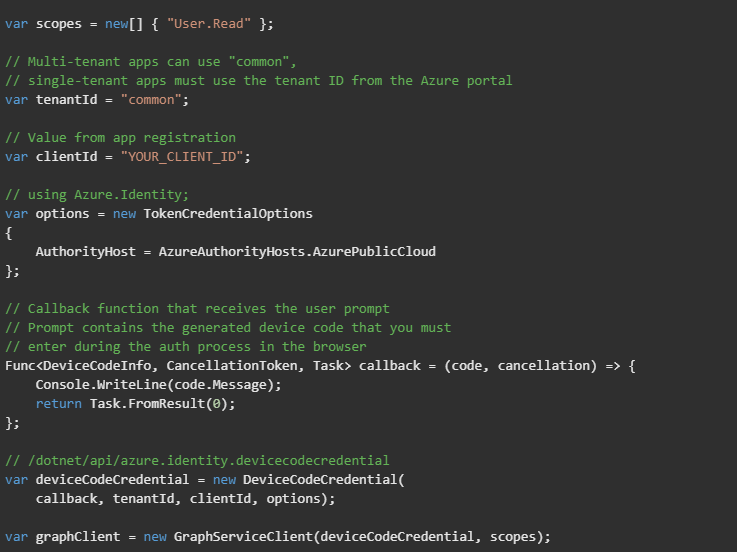 var scopes = new[] { "User.Read" };
// Multi-tenant apps can use "common",
// single-tenant apps must use the tenant ID from the Azure portal
var tenantId = "common";
// Value from app registration
var clientId = "YOUR_CLIENT_ID";
// using Azure.Identity;
var options = new TokenCredentialOptions
{
    AuthorityHost = AzureAuthorityHosts.AzurePublicCloud
};
// Callback function that receives the user prompt
// Prompt contains the generated device code that you must
// enter during the auth process in the browser
Func<DeviceCodeInfo, CancellationToken, Task> callback = (code, cancellation) => {
    Console.WriteLine(code.Message);
    return Task.FromResult(0);
};
// /dotnet/api/azure.identity.devicecodecredential
var deviceCodeCredential = new DeviceCodeCredential(
    callback, tenantId, clientId, options);
var graphClient = new GraphServiceClient(deviceCodeCredential, scopes);